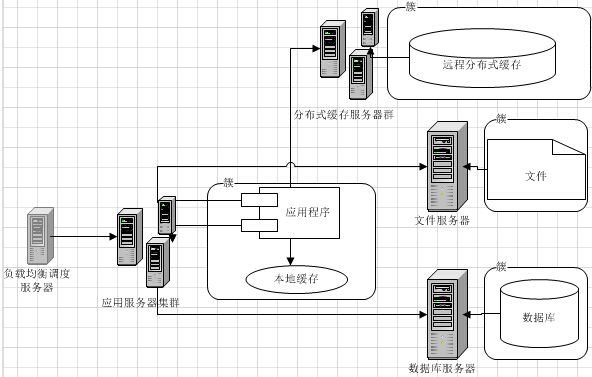 簇
远程分布式缓存
分布式缓存服务器群
簇
文件
文件服务器
簇
应用程序
本地缓存
负载均衡调度
服务器
应用服务器集群
簇
数据库
数据库服务器